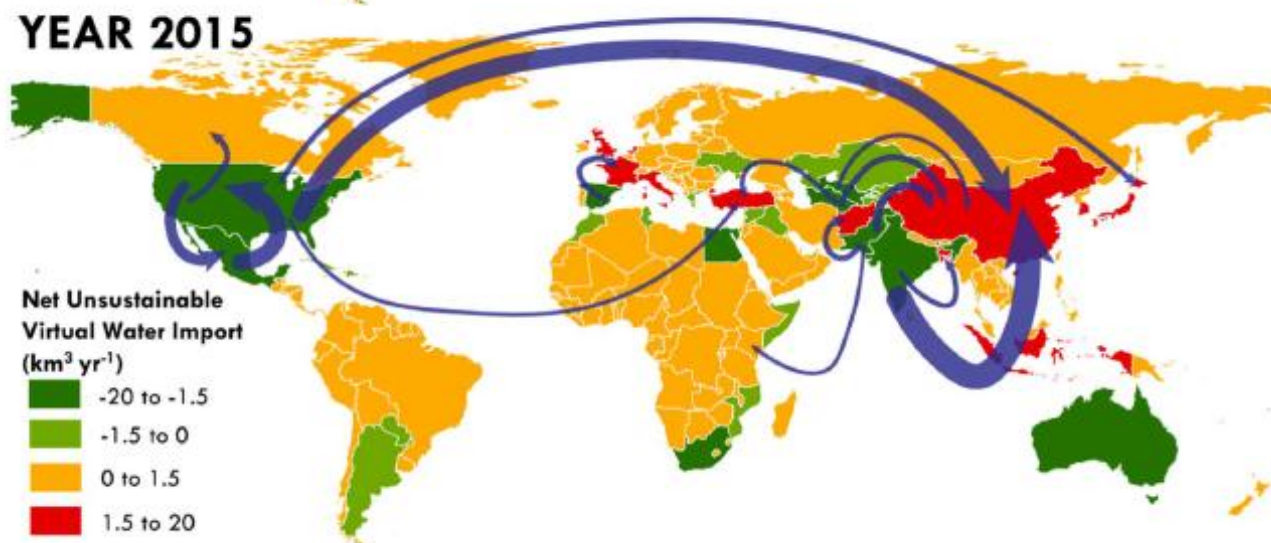 YEAR 2015
Net Unsustainable
Virtual Water Import
(km³ yr⁻¹)
-20 to -1.5
-1.5 to 0
0 to 1.5
1.5 to 20